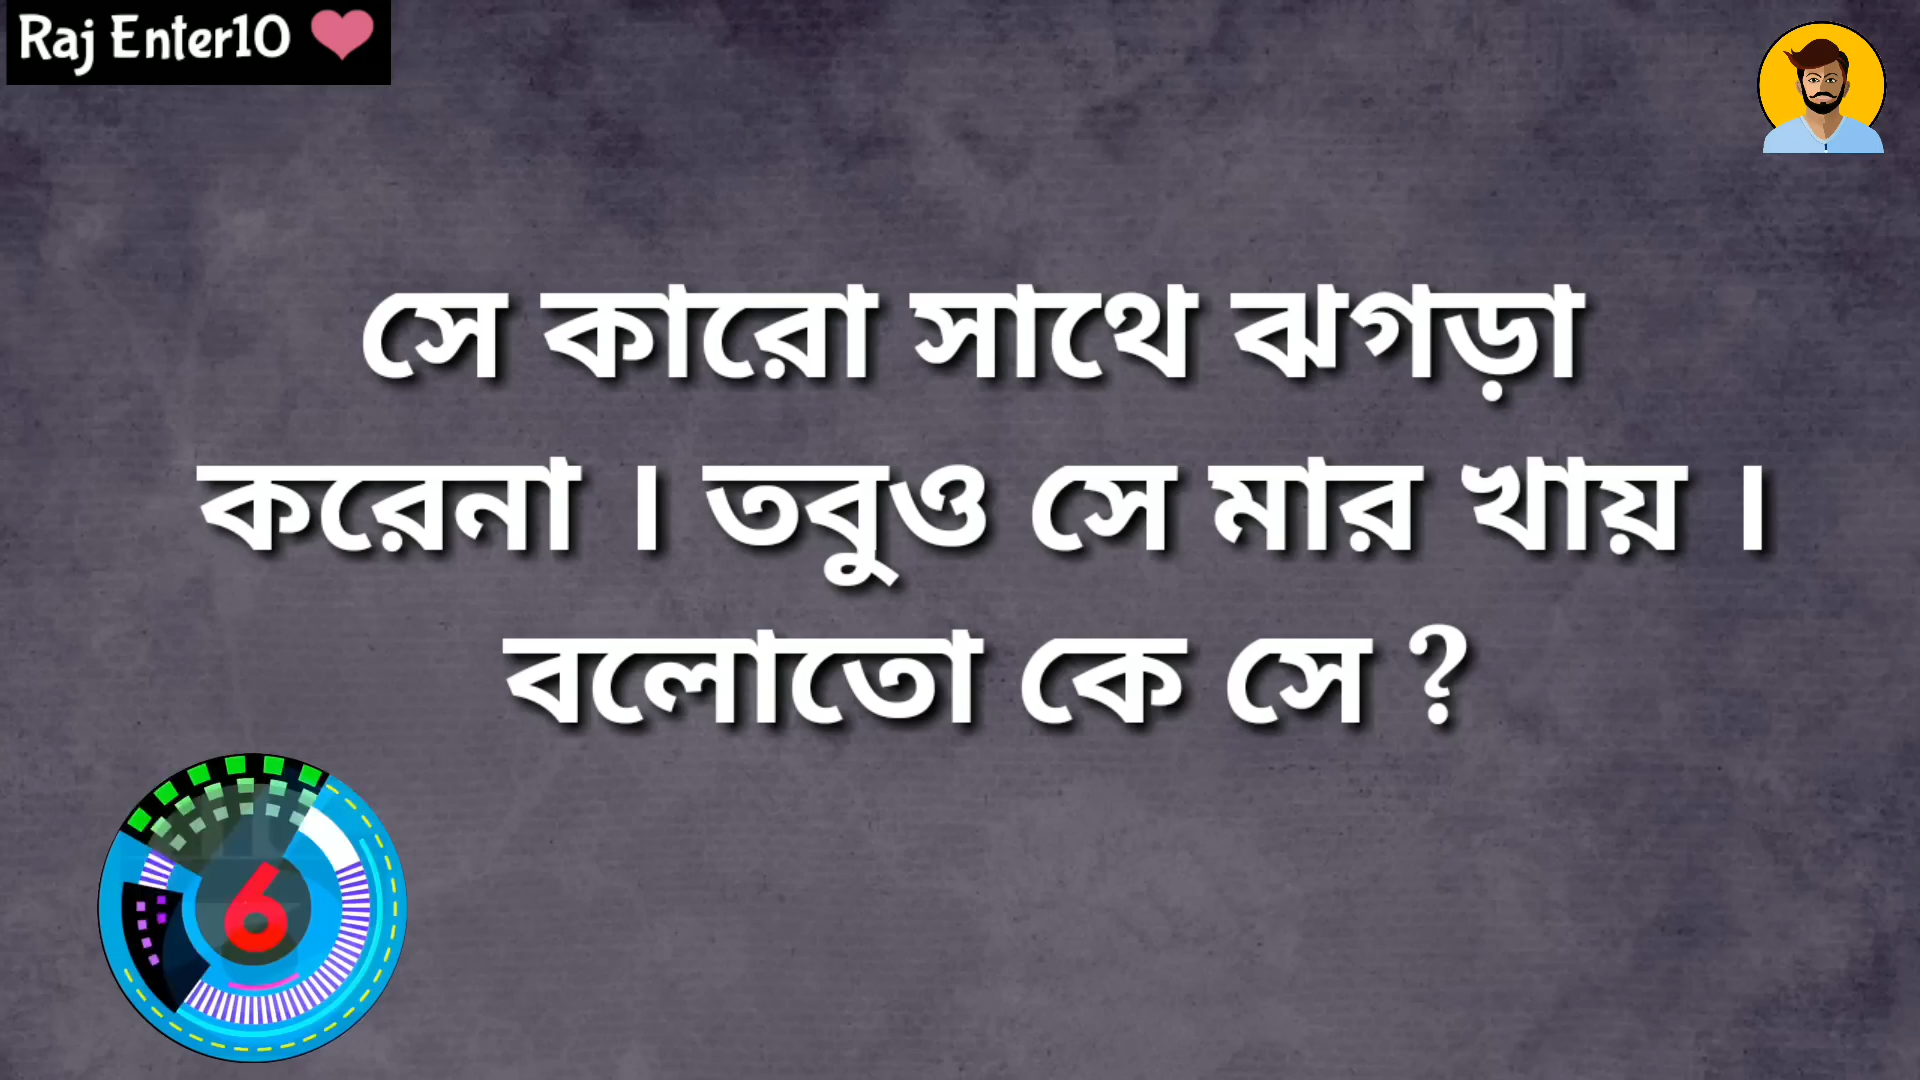 Raj Enter10 ❤
সে কারো সাথে ঝগড়া
করেনা । তবুও সে মার খায় ।
বলোতো কে সে ?
6